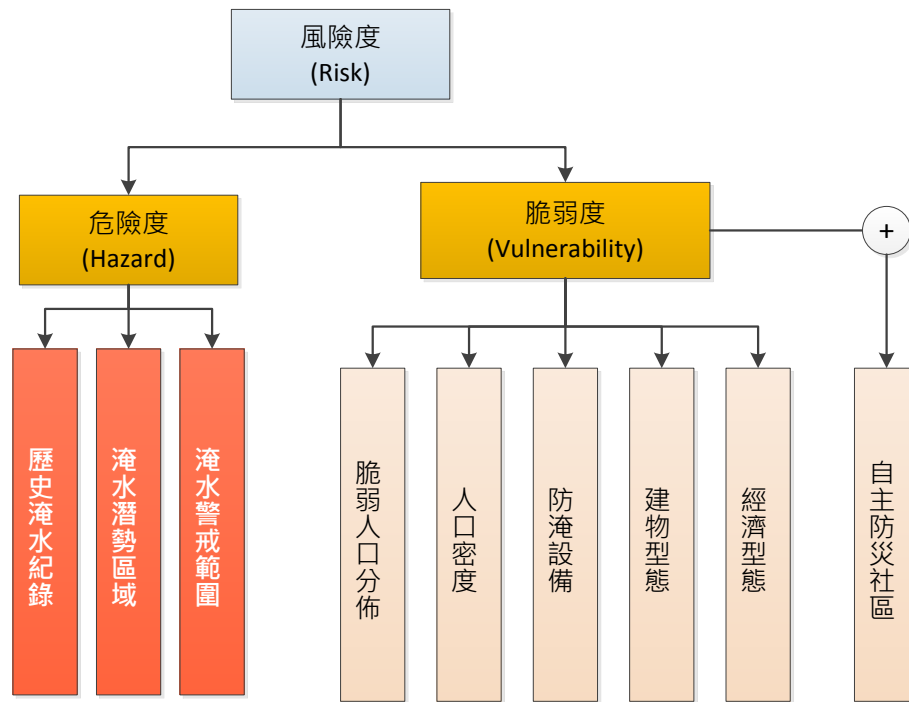 風險度
(Risk)
危險度
(Hazard)
脆弱度
(Vulnerability)
+
歷史淹水紀錄
淹水潛勢區域
淹水警戒範圍
脆弱人口分佈
人口密度
防淹設備
建物型態
經濟型態
自主防災社區